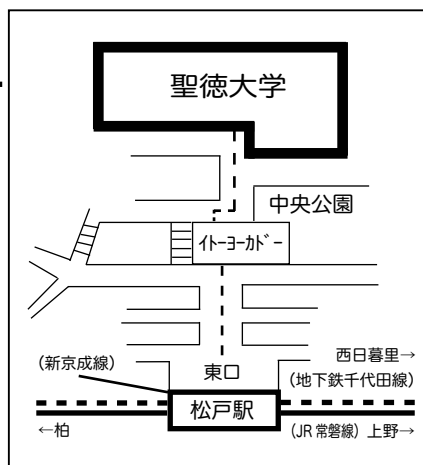 聖徳大学
中央公園
ｲﾄｰﾖｰｶﾄﾞｰ
(新京成線)
東口
西日暮里→
(地下鉄千代田線)
松戸駅
←柏
(JR常磐線) 上野→